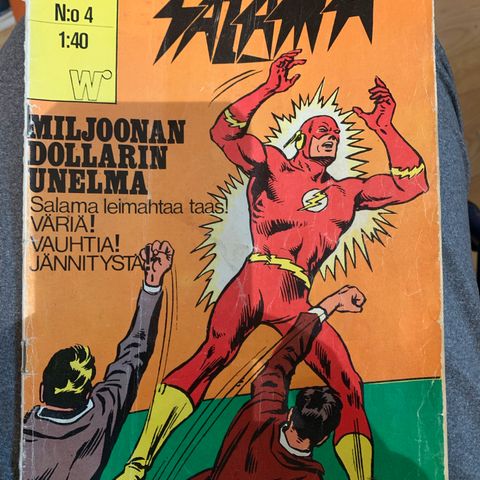 N:o 4
1:40
SALAMA
W
MILJOONAN
DOLLARIN
UNELMA
Salama leimahtaa taas!
VÄRIÄ!
VAUHTIA!
JÄNNITYSTÄ!